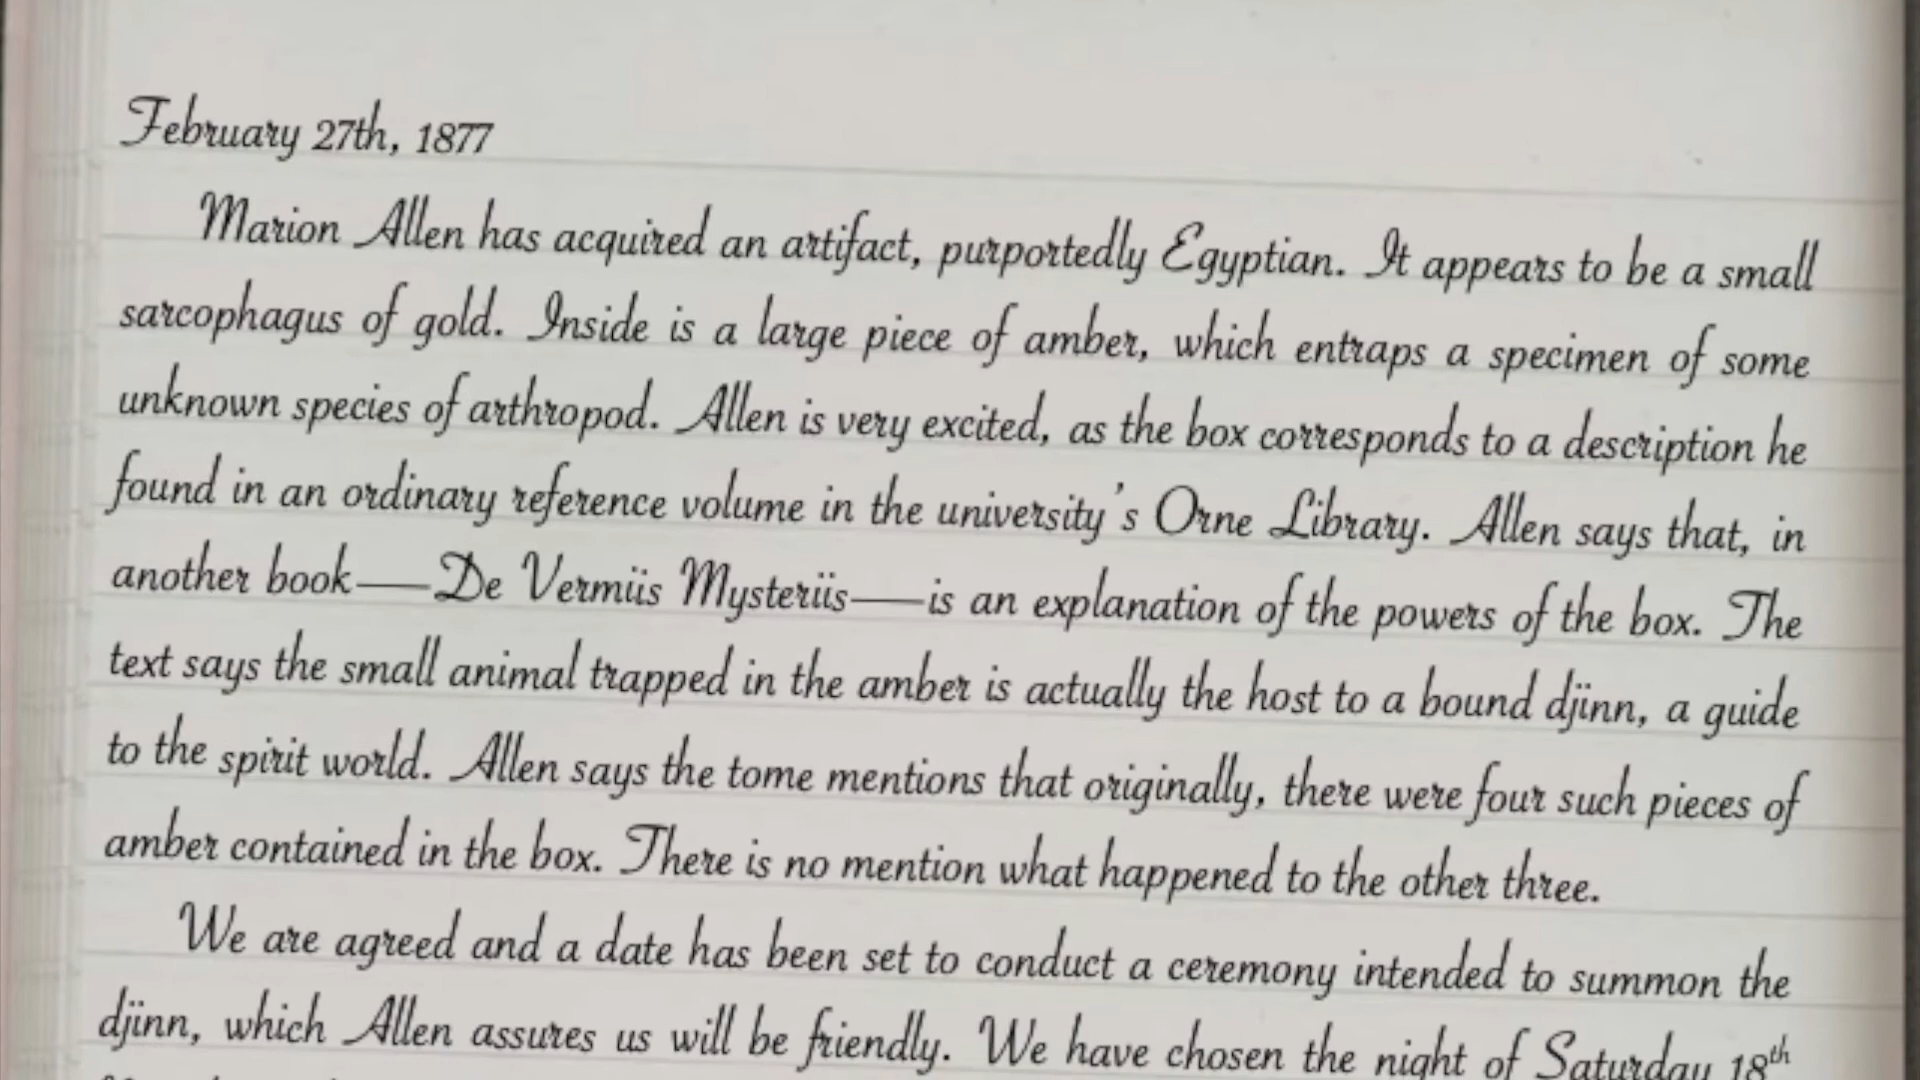 February 27th, 1877
Marion Allen has acquired an artifact, purportedly Egyptian. It appears to be a small
sarcophagus of gold. Inside is a large piece of amber, which entraps a specimen of some
unknown species of arthropod. Allen is very excited, as the box corresponds to a description he
found in an ordinary reference volume in the university's Orne Library. Allen says that, in
another book—De Vermiis Mysteriis—is an explanation of the powers of the box. The
text says the small animal trapped in the amber is actually the host to a bound djinn, a guide
to the spirit world. Allen says the tome mentions that originally, there were four such pieces of
amber contained in the box. There is no mention what happened to the other three.
We are agreed and a date has been set to conduct a ceremony intended to summon the
djinn, which Allen assures us will be friendly. We have chosen the night of Saturday 18th